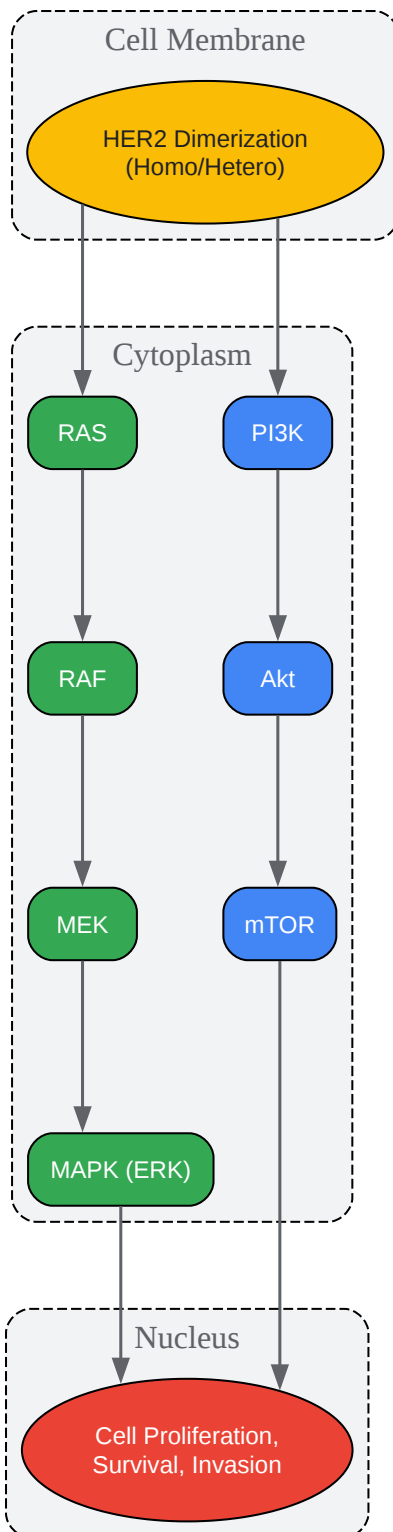 Cell Membrane
HER2 Dimerization
(Homo/Hetero)
Cytoplasm
RAS
PI3K
RAF
Akt
MEK
mTOR
MAPK (ERK)
Nucleus
Cell Proliferation,
Survival, Invasion